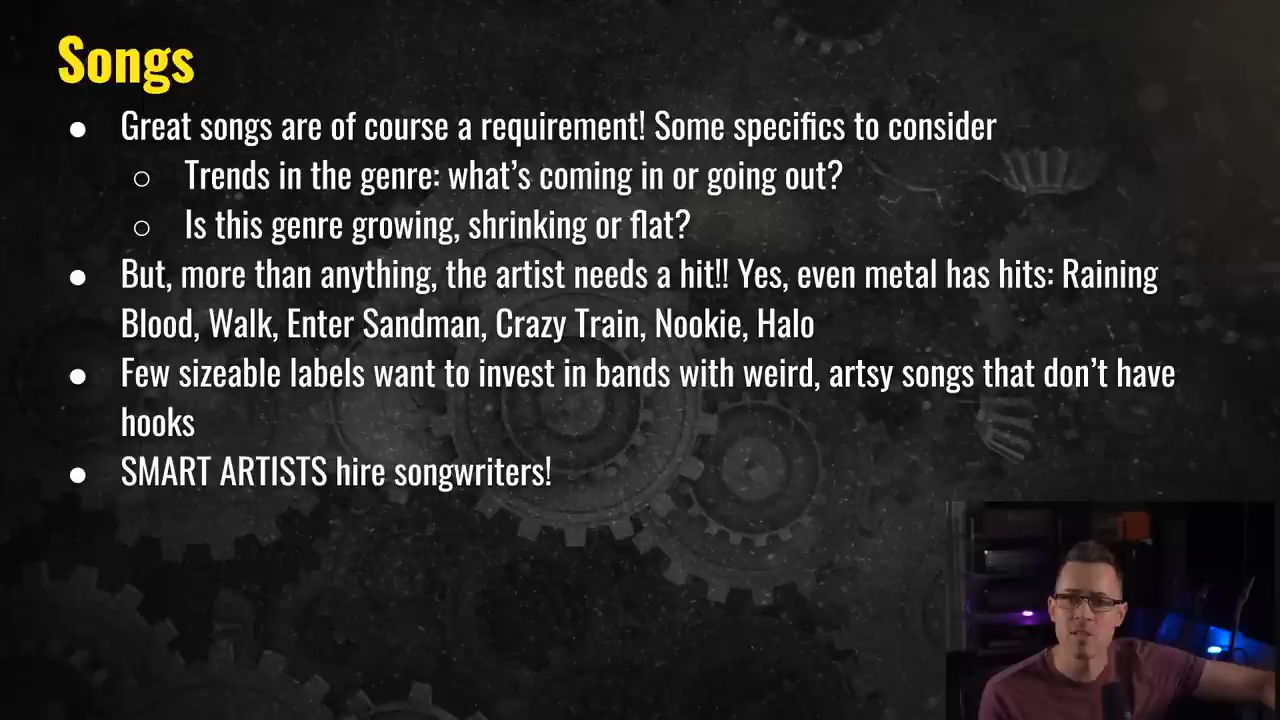 Songs
● Great songs are of course a requirement! Some specifics to consider
○ Trends in the genre: what’s coming in or going out?
○ Is this genre growing, shrinking or flat?
● But, more than anything, the artist needs a hit!! Yes, even metal has hits: Raining
Blood, Walk, Enter Sandman, Crazy Train, Nookie, Halo
● Few sizeable labels want to invest in bands with weird, artsy songs that don’t have
hooks
● SMART ARTISTS hire songwriters!